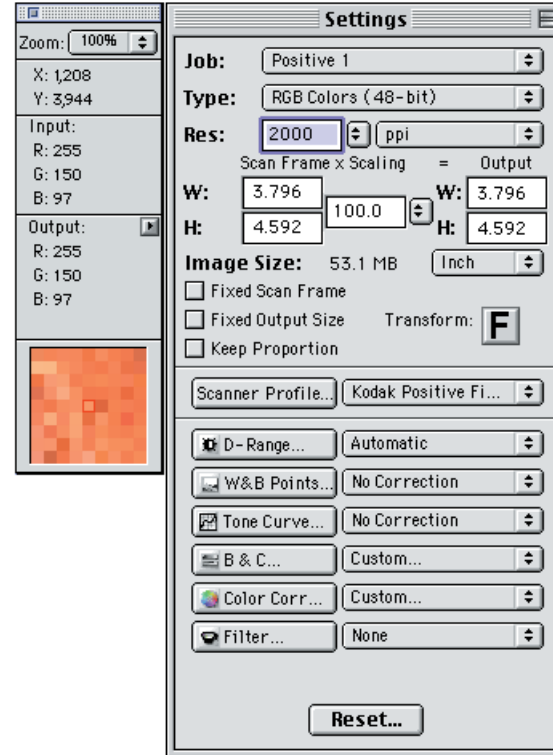 Zoom: 100%
X: 1,208
Y: 3,944
Input:
R: 255
G: 150
B: 97
Output:
R: 255
G: 150
B: 97
Settings
Job: Positive 1
Type: RGB Colors (48-bit)
Res: 2000 ppi
Scan Frame x Scaling = Output
W: 3.796 W: 3.796
100.0
H: 4.592 H: 4.592
Image Size: 53.1 MB Inch
Fixed Scan Frame
Fixed Output Size Transform: F
Keep Proportion
Scanner Profile... Kodak Positive Fi...
D-Range... Automatic
W&B Points... No Correction
Tone Curve... No Correction
B & C... Custom...
Color Corr... Custom...
Filter... None
Reset...